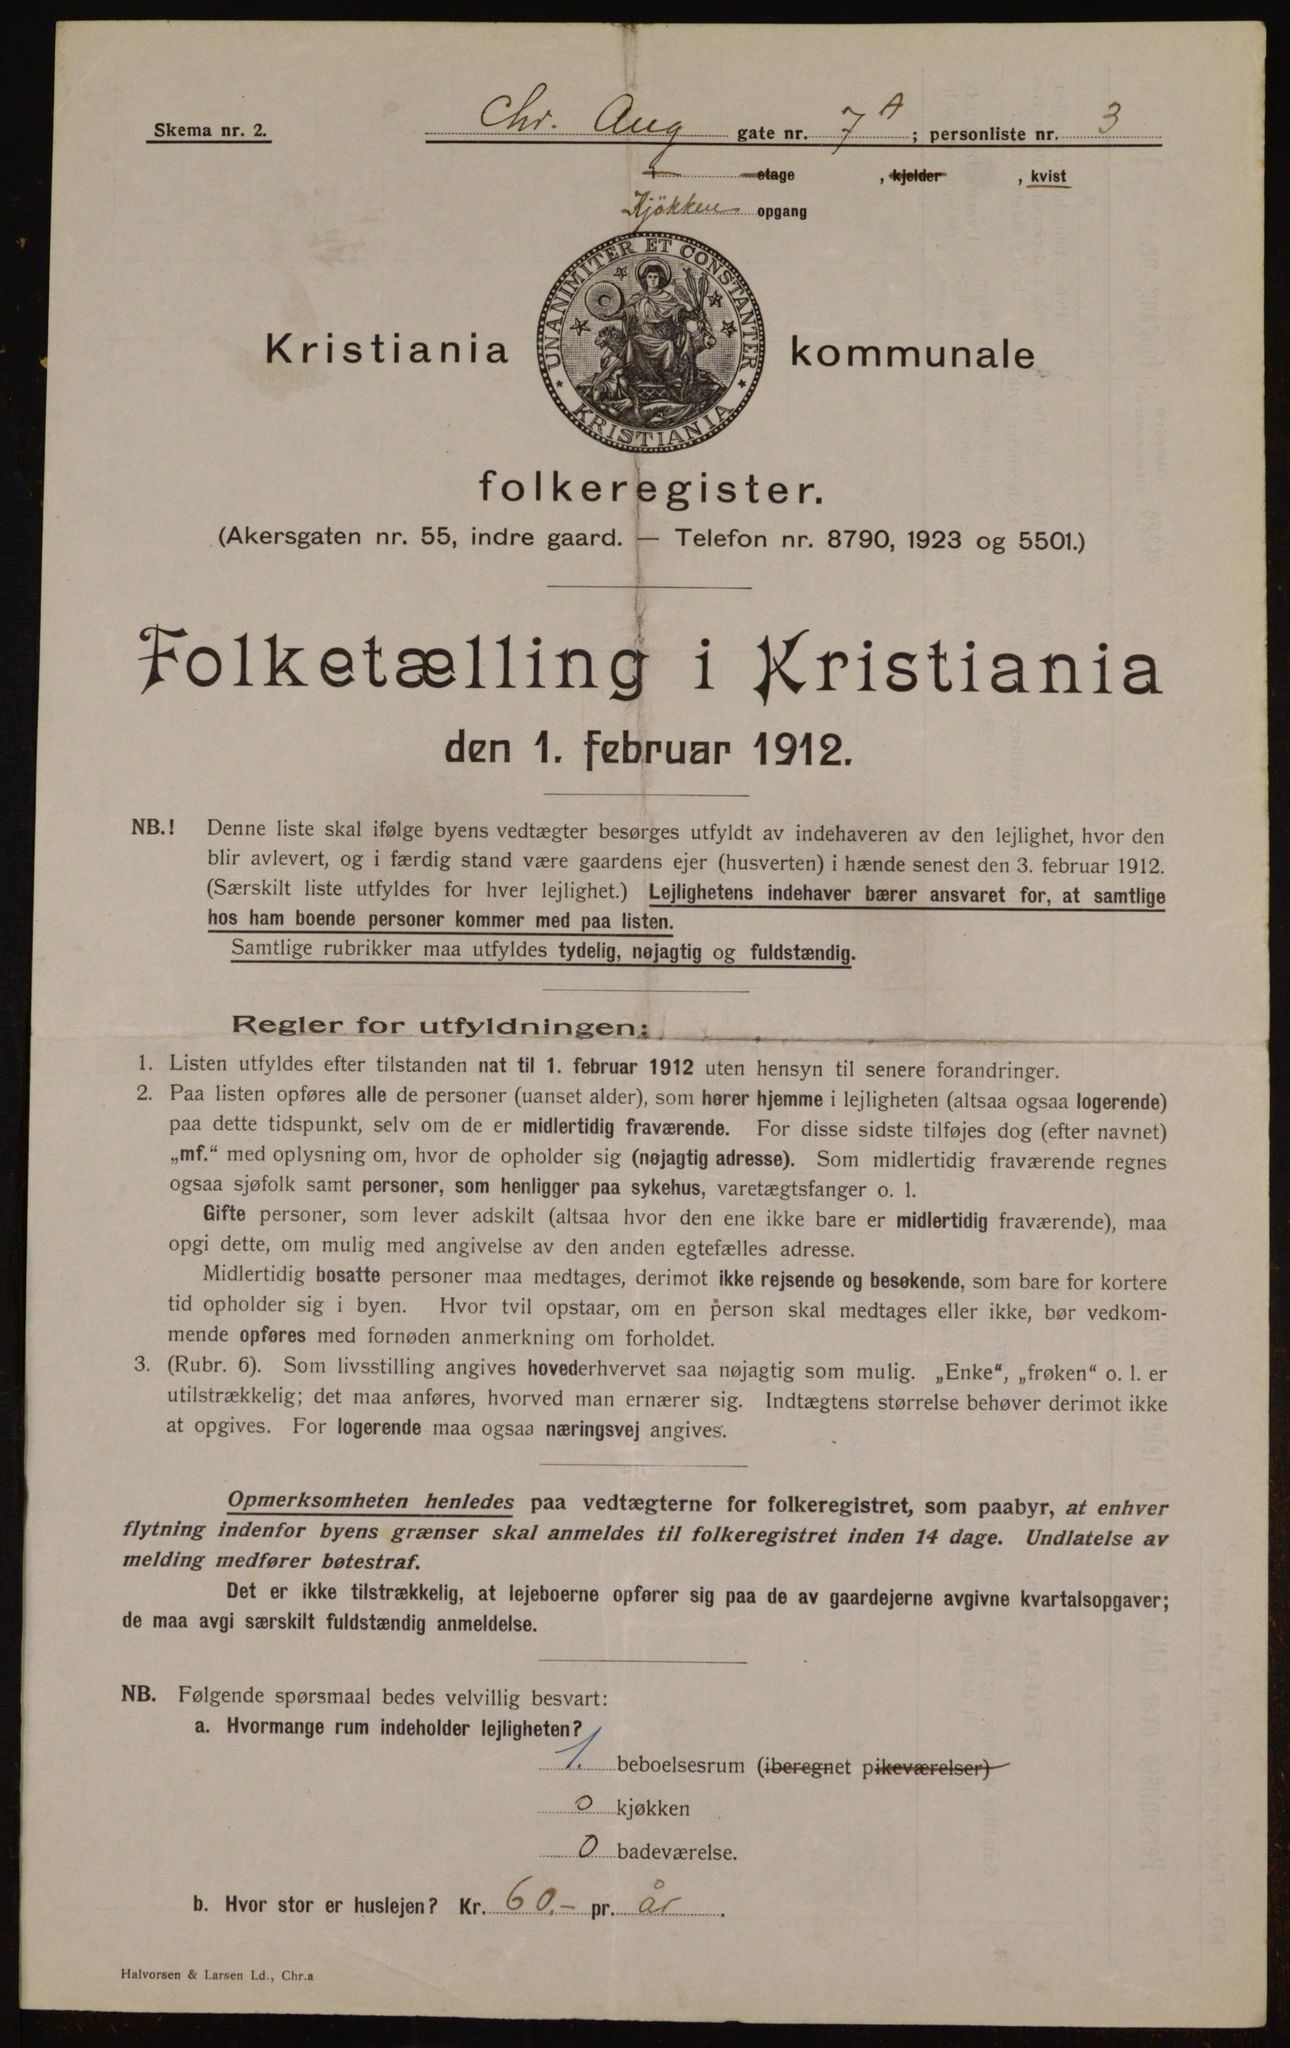 Skema nr. 2.
Chr. Aug gate nr. 7A; personliste nr. 3
etage, kjelder, kvist
Kjökken opgang
UNANIMITER ET CONSTANTER
KRISTIANIA
Kristiania kommunale
folkeregister.
(Akersgaten nr. 55, indre gaard. — Telefon nr. 8790, 1923 og 5501.)
Folketælling i Kristiania
den 1. februar 1912.
NB.! Denne liste skal ifølge byens vedtægter besørges utfyldt av indehaveren av den lejlighet, hvor den
blir avlevert, og i færdig stand være gaardens ejer (husverten) i hænde senest den 3. februar 1912.
(Særskilt liste utfyldes for hver lejlighet.) Lejlighetens indehaver bærer ansvaret for, at samtlige
hos ham boende personer kommer med paa listen.
Samtlige rubrikker maa utfyldes tydelig, nøjagtig og fuldstændig.
Regler for utfyldningen:
1. Listen utfyldes efter tilstanden nat til 1. februar 1912 uten hensyn til senere forandringer.
2. Paa listen opføres alle de personer (uanset alder), som hører hjemme i lejligheten (altsaa ogsaa logerende)
paa dette tidspunkt, selv om de er midlertidig fraværende. For disse sidste tilføjes dog (efter navnet)
„mf.“ med oplysning om, hvor de opholder sig (nøjagtig adresse). Som midlertidig fraværende regnes
ogsaa sjøfolk samt personer, som henligger paa sykehus, varetægtsfanger o. l.
Gifte personer, som lever adskilt (altsaa hvor den ene ikke bare er midlertidig fraværende), maa
opgi dette, om mulig med angivelse av den anden egtefælles adresse.
Midlertidig bosatte personer maa medtages, derimot ikke rejsende og besøkende, som bare for kortere
tid opholder sig i byen. Hvor tvil opstaar, om en person skal medtages eller ikke, bør vedkom-
mende opføres med fornøden anmerkning om forholdet.
3. (Rubr. 6). Som livsstilling angives hovederhvervet saa nøjagtig som mulig. „Enke“, „frøken“ o. l. er
utilstrækkelig; det maa anføres, hvorved man ernærer sig. Indtægtens størrelse behøver derimot ikke
at opgives. For logerende maa ogsaa næringsvej angives.
Opmerksomheten henledes paa vedtægterne for folkeregistret, som paabyr, at enhver
flytning indenfor byens grænser skal anmeldes til folkeregistret inden 14 dage. Undlatelse av
melding medfører bøtestraf.
Det er ikke tilstrækkelig, at lejeboerne opfører sig paa de av gaardejerne avgivne kvartalsopgaver;
de maa avgi særskilt fuldstændig anmeldelse.
NB. Følgende spørsmaal bedes velvillig besvart:
a. Hvormange rum indeholder lejligheten?
1. beboelsesrum (iberegnet pikeværelser)
0 kjøkken
0 badeværelse.
b. Hvor stor er huslejen? Kr. 60,- pr. år.
Halvorsen & Larsen Ld., Chr.a